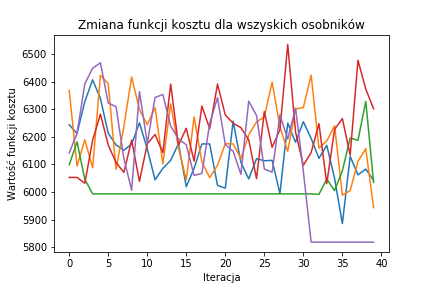 Zmiana funkcji kosztu dla wszyskich osobników
Wartość funkcji kosztu
6500
6400
6300
6200
6100
6000
5900
5800
0 5 10 15 20 25 30 35 40
Iteracja